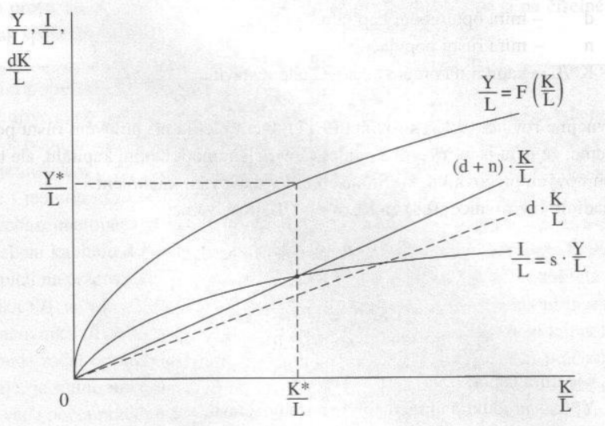 Y/L, I/L,
dK/L
Y/L = F (K/L)
(d + n) · K/L
d · K/L
Y*/L
I/L = s · Y/L
0
K*/L
K/L